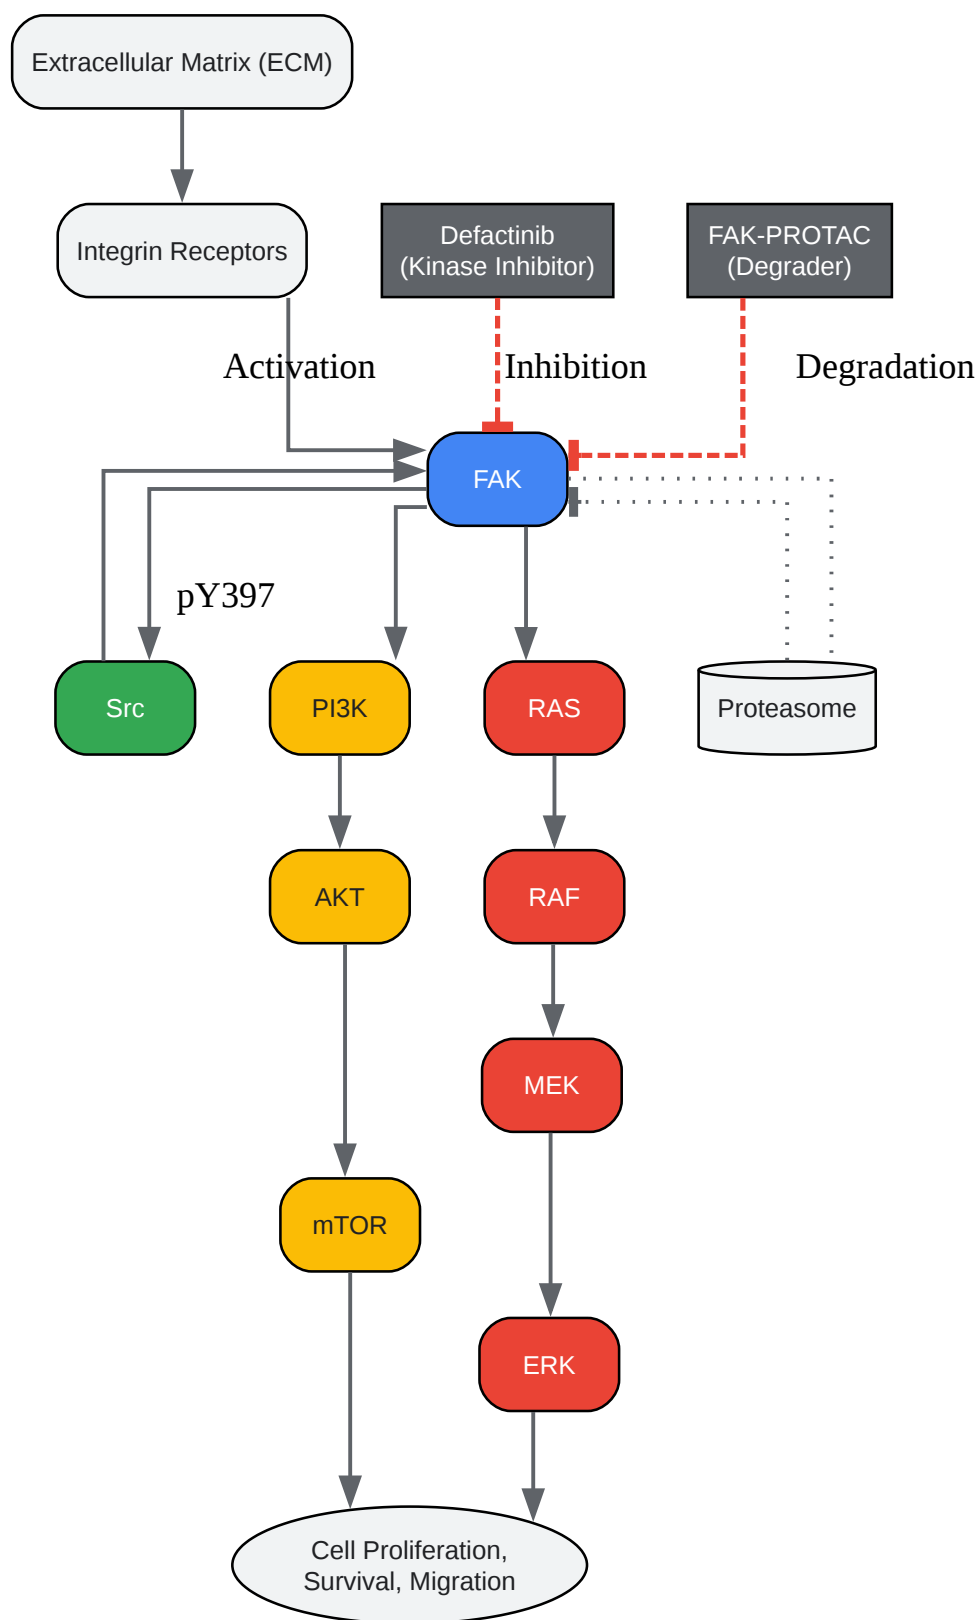 Extracellular Matrix (ECM)
Integrin Receptors
Defactinib
(Kinase Inhibitor)
FAK-PROTAC
(Degrader)
Activation
Inhibition
Degradation
FAK
pY397
Src
PI3K
RAS
Proteasome
AKT
RAF
MEK
mTOR
ERK
Cell Proliferation,
Survival, Migration